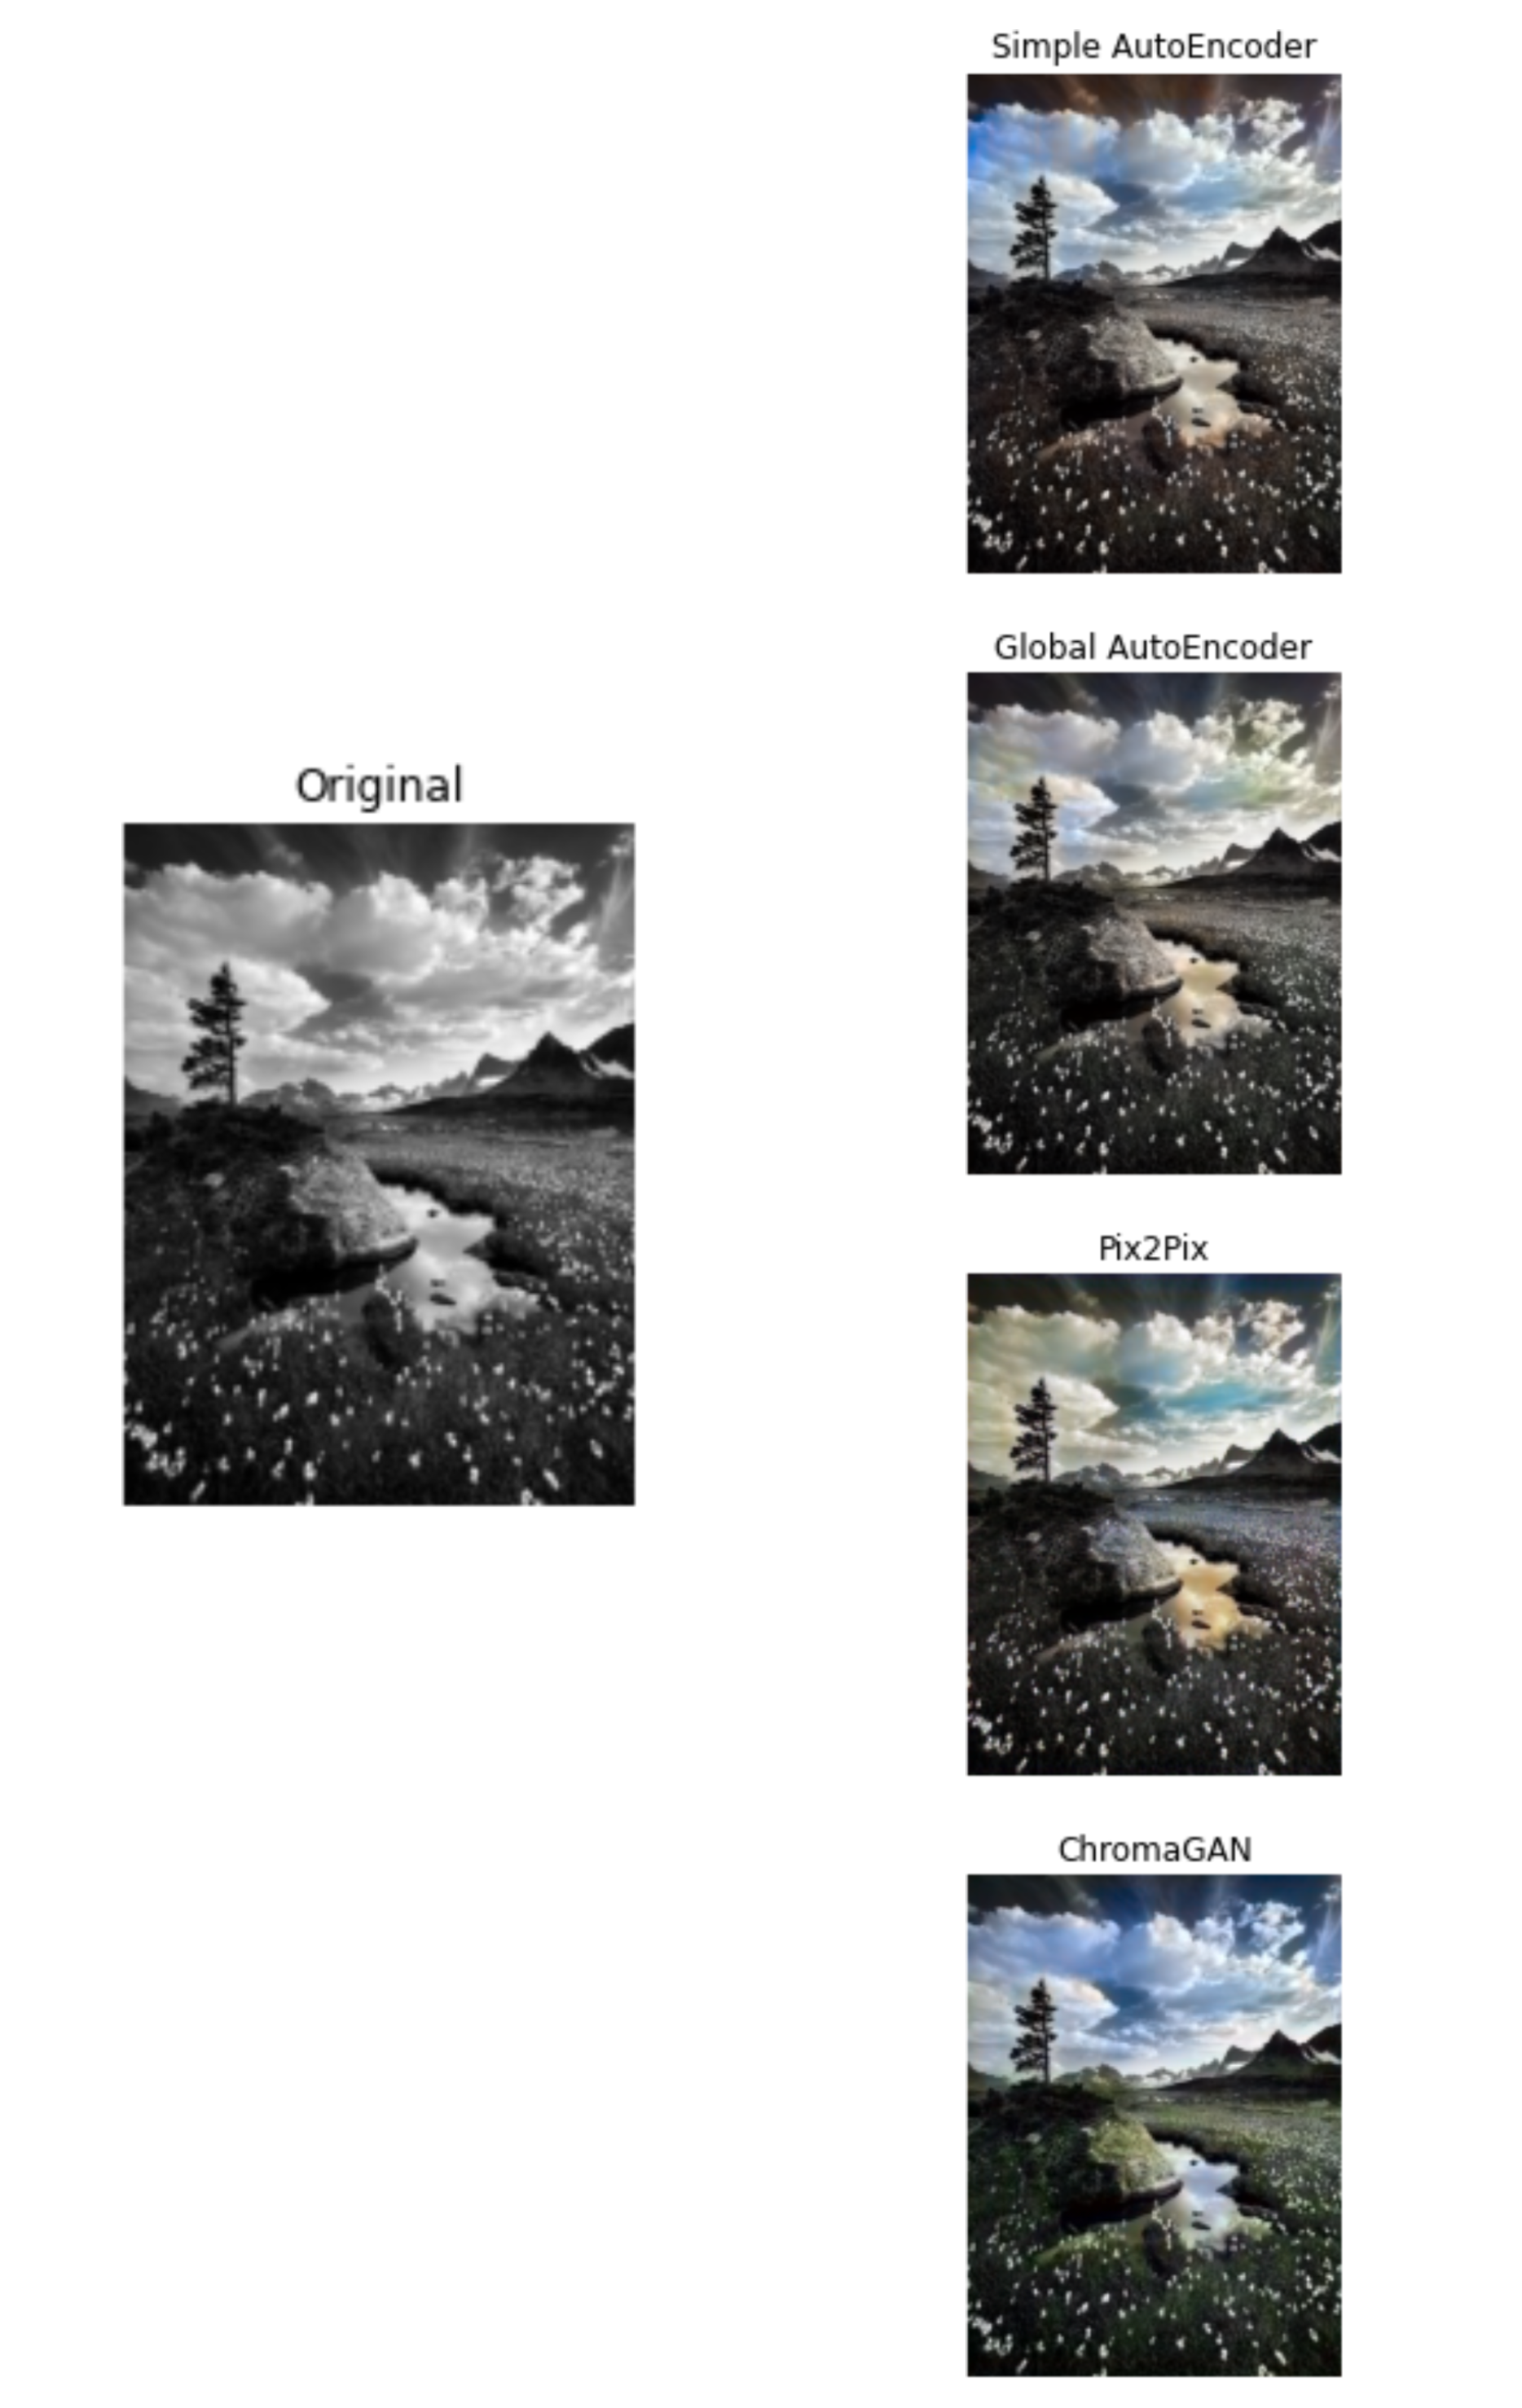 Simple AutoEncoder
Global AutoEncoder
Original
Pix2Pix
ChromaGAN